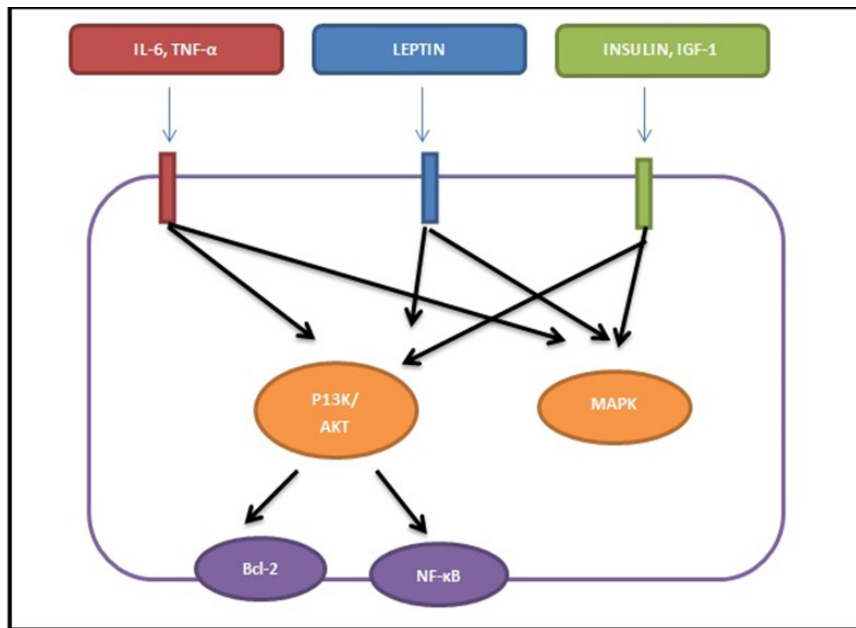 IL-6, TNF-α
LEPTIN
INSULIN, IGF-1
P13K/
AKT
MAPK
Bcl-2
NF-κB